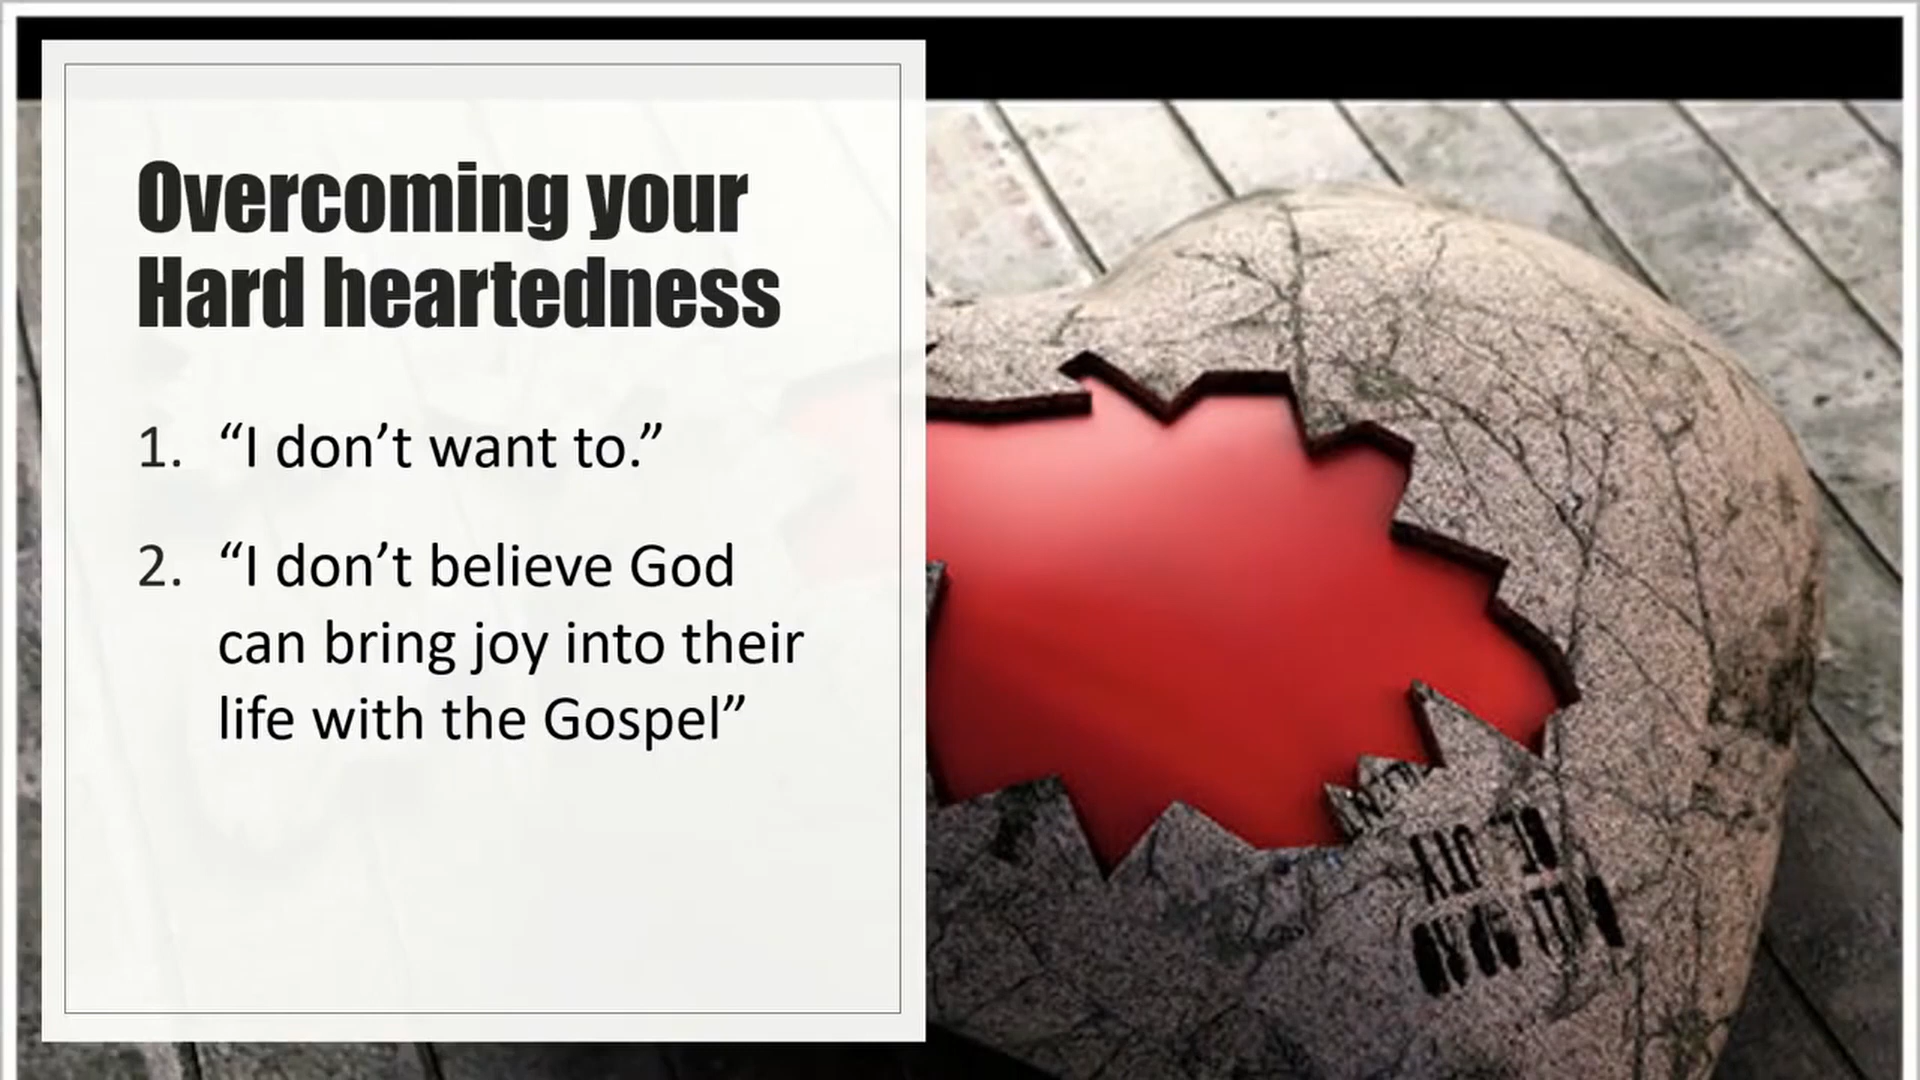 Overcoming your
Hard heartedness
1. “I don’t want to.”
2. “I don’t believe God
can bring joy into their
life with the Gospel”